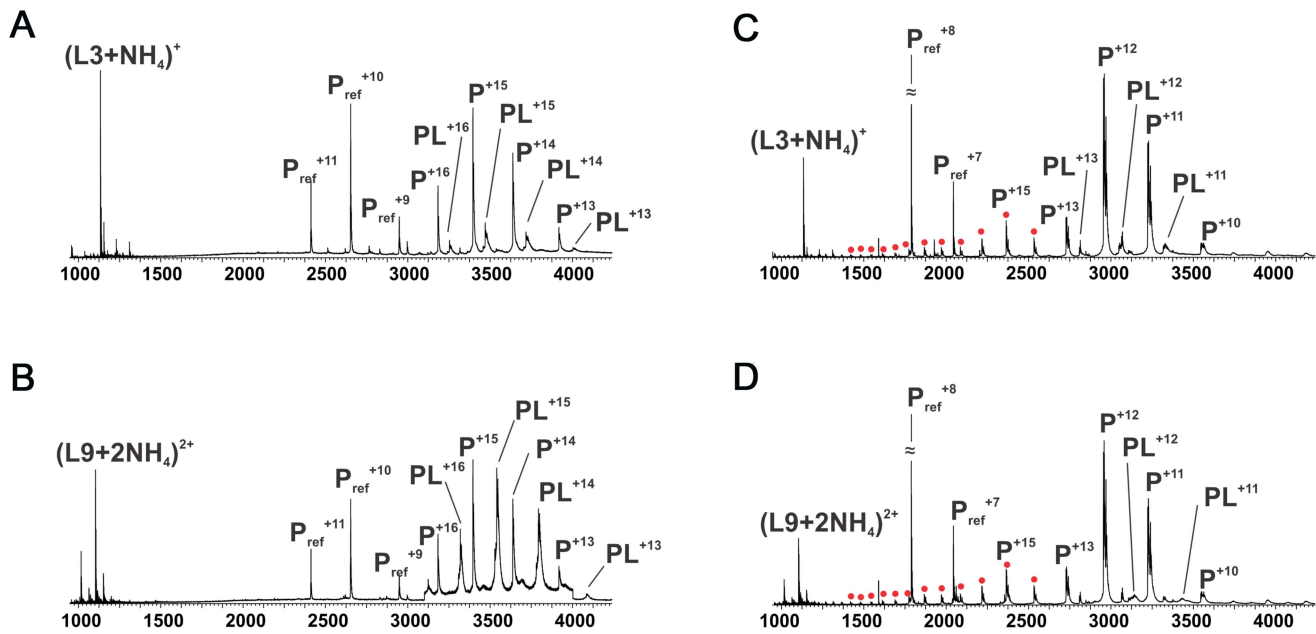 A
(L3+NH₄)⁺
Pref⁺¹¹
Pref⁺¹⁰
Pref⁺⁹
P⁺¹⁶
PL⁺¹⁶
P⁺¹⁵
PL⁺¹⁵
P⁺¹⁴
PL⁺¹⁴
P⁺¹³
PL⁺¹³
1000 1500 2000 2500 3000 3500 4000
B
(L9+2NH₄)²⁺
Pref⁺¹¹
Pref⁺¹⁰
Pref⁺⁹
P⁺¹⁶
PL⁺¹⁶
P⁺¹⁵
PL⁺¹⁵
P⁺¹⁴
PL⁺¹⁴
P⁺¹³
PL⁺¹³
1000 1500 2000 2500 3000 3500 4000
C
(L3+NH₄)⁺
Pref⁺⁸
≈
Pref⁺⁷
P⁺¹⁵
P⁺¹³
PL⁺¹³
P⁺¹²
PL⁺¹²
P⁺¹¹
PL⁺¹¹
P⁺¹⁰
1000 1500 2000 2500 3000 3500 4000
D
(L9+2NH₄)²⁺
Pref⁺⁸
≈
Pref⁺⁷
P⁺¹⁵
P⁺¹³
P⁺¹²
PL⁺¹²
P⁺¹¹
PL⁺¹¹
P⁺¹⁰
1000 1500 2000 2500 3000 3500 4000